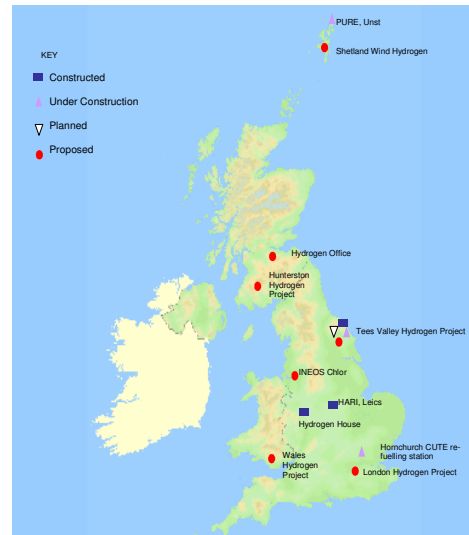 PURE, Unst
Shetland Wind Hydrogen
KEY
Constructed
Under Construction
Planned
Proposed
Hydrogen Office
Hunterston
Hydrogen
Project
Tees Valley Hydrogen Project
INEOS Chlor
HARI, Leics
Hydrogen House
Hornchurch CUTE re-
fuelling station
Wales
Hydrogen
Project
London Hydrogen Project